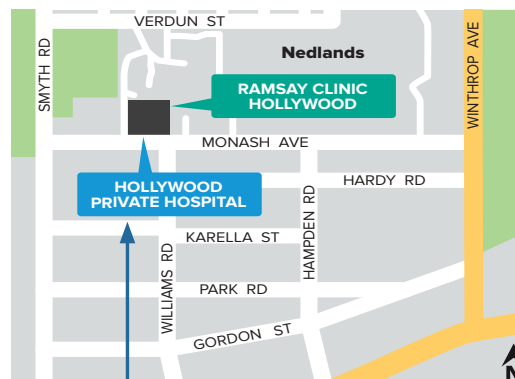 VERDUN ST
SMYTH RD
Nedlands
WINTHROP AVE
RAMSAY CLINIC
HOLLYWOOD
MONASH AVE
HOLLYWOOD
PRIVATE HOSPITAL
HARDY RD
HAMPDEN RD
KARELLA ST
WILLIAMS RD
PARK RD
GORDON ST
N